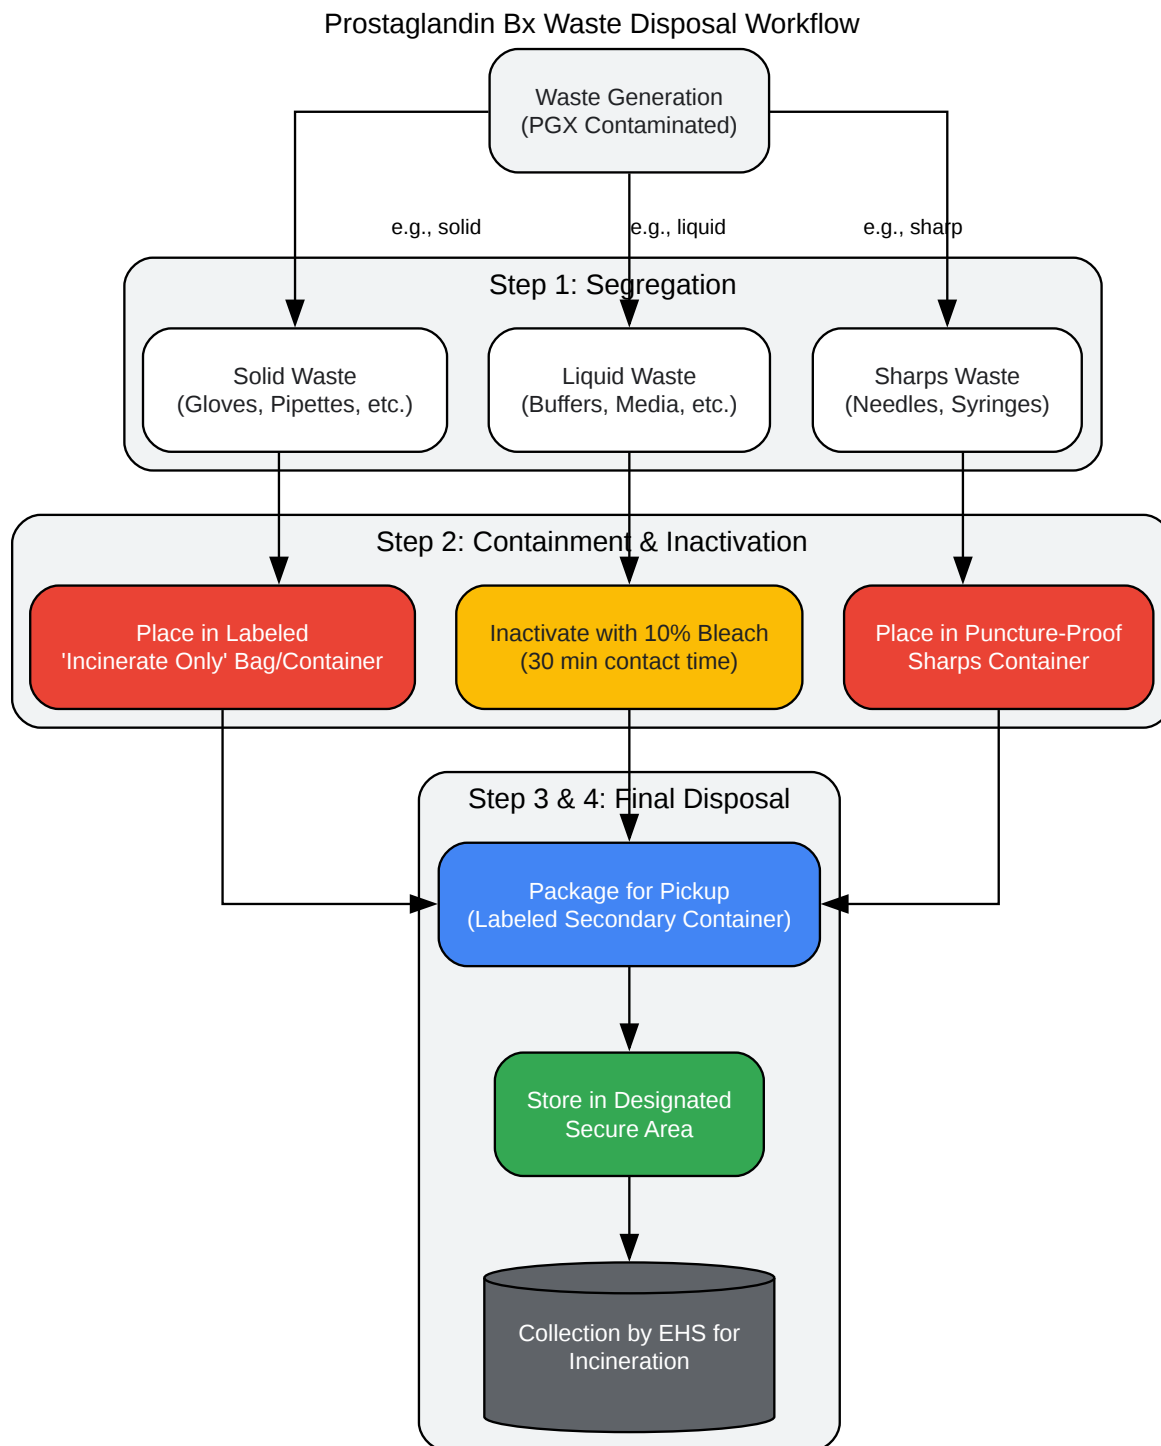 Prostaglandin Bx Waste Disposal Workflow
Waste Generation
(PGX Contaminated)
e.g., solid
e.g., liquid
e.g., sharp
Step 1: Segregation
Solid Waste
(Gloves, Pipettes, etc.)
Liquid Waste
(Buffers, Media, etc.)
Sharps Waste
(Needles, Syringes)
Step 2: Containment & Inactivation
Place in Labeled
'Incinerate Only' Bag/Container
Inactivate with 10% Bleach
(30 min contact time)
Place in Puncture-Proof
Sharps Container
Step 3 & 4: Final Disposal
Package for Pickup
(Labeled Secondary Container)
Store in Designated
Secure Area
Collection by EHS for
Incineration